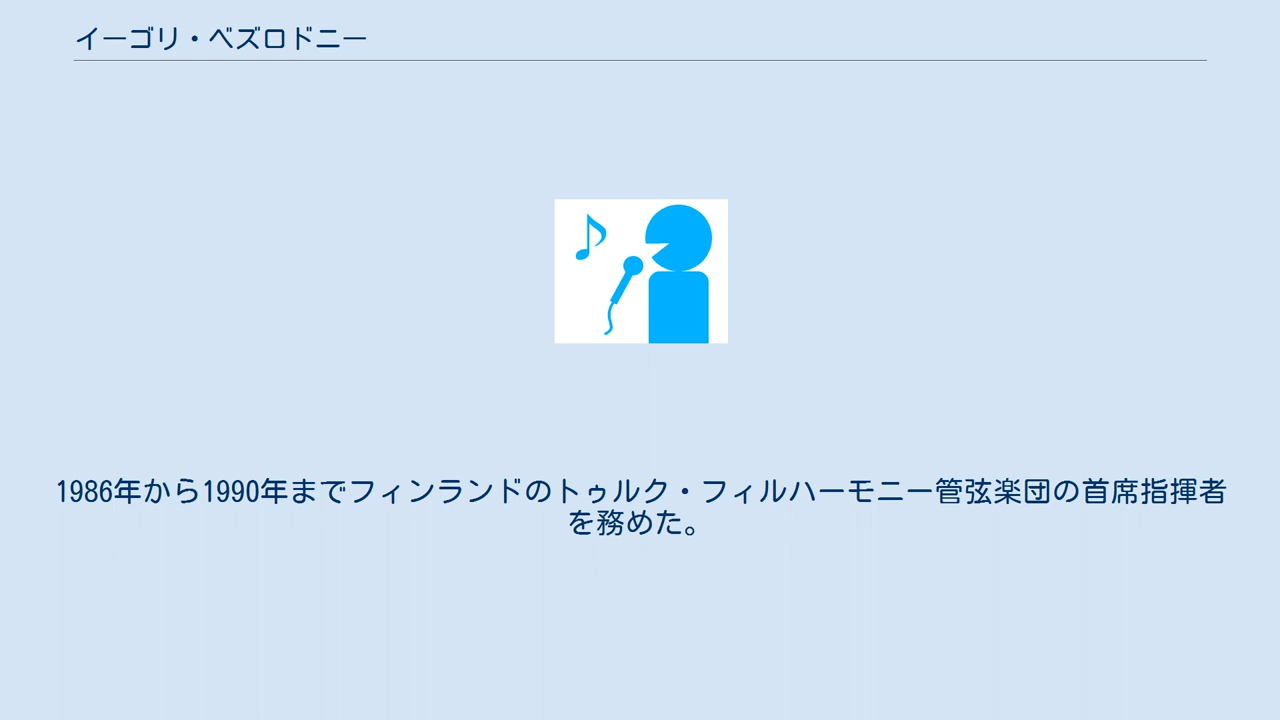 イーゴリ・ベズロドニー
1986年から1990年までフィンランドのトゥルク・フィルハーモニー管弦楽団の首席指揮者
を務めた。